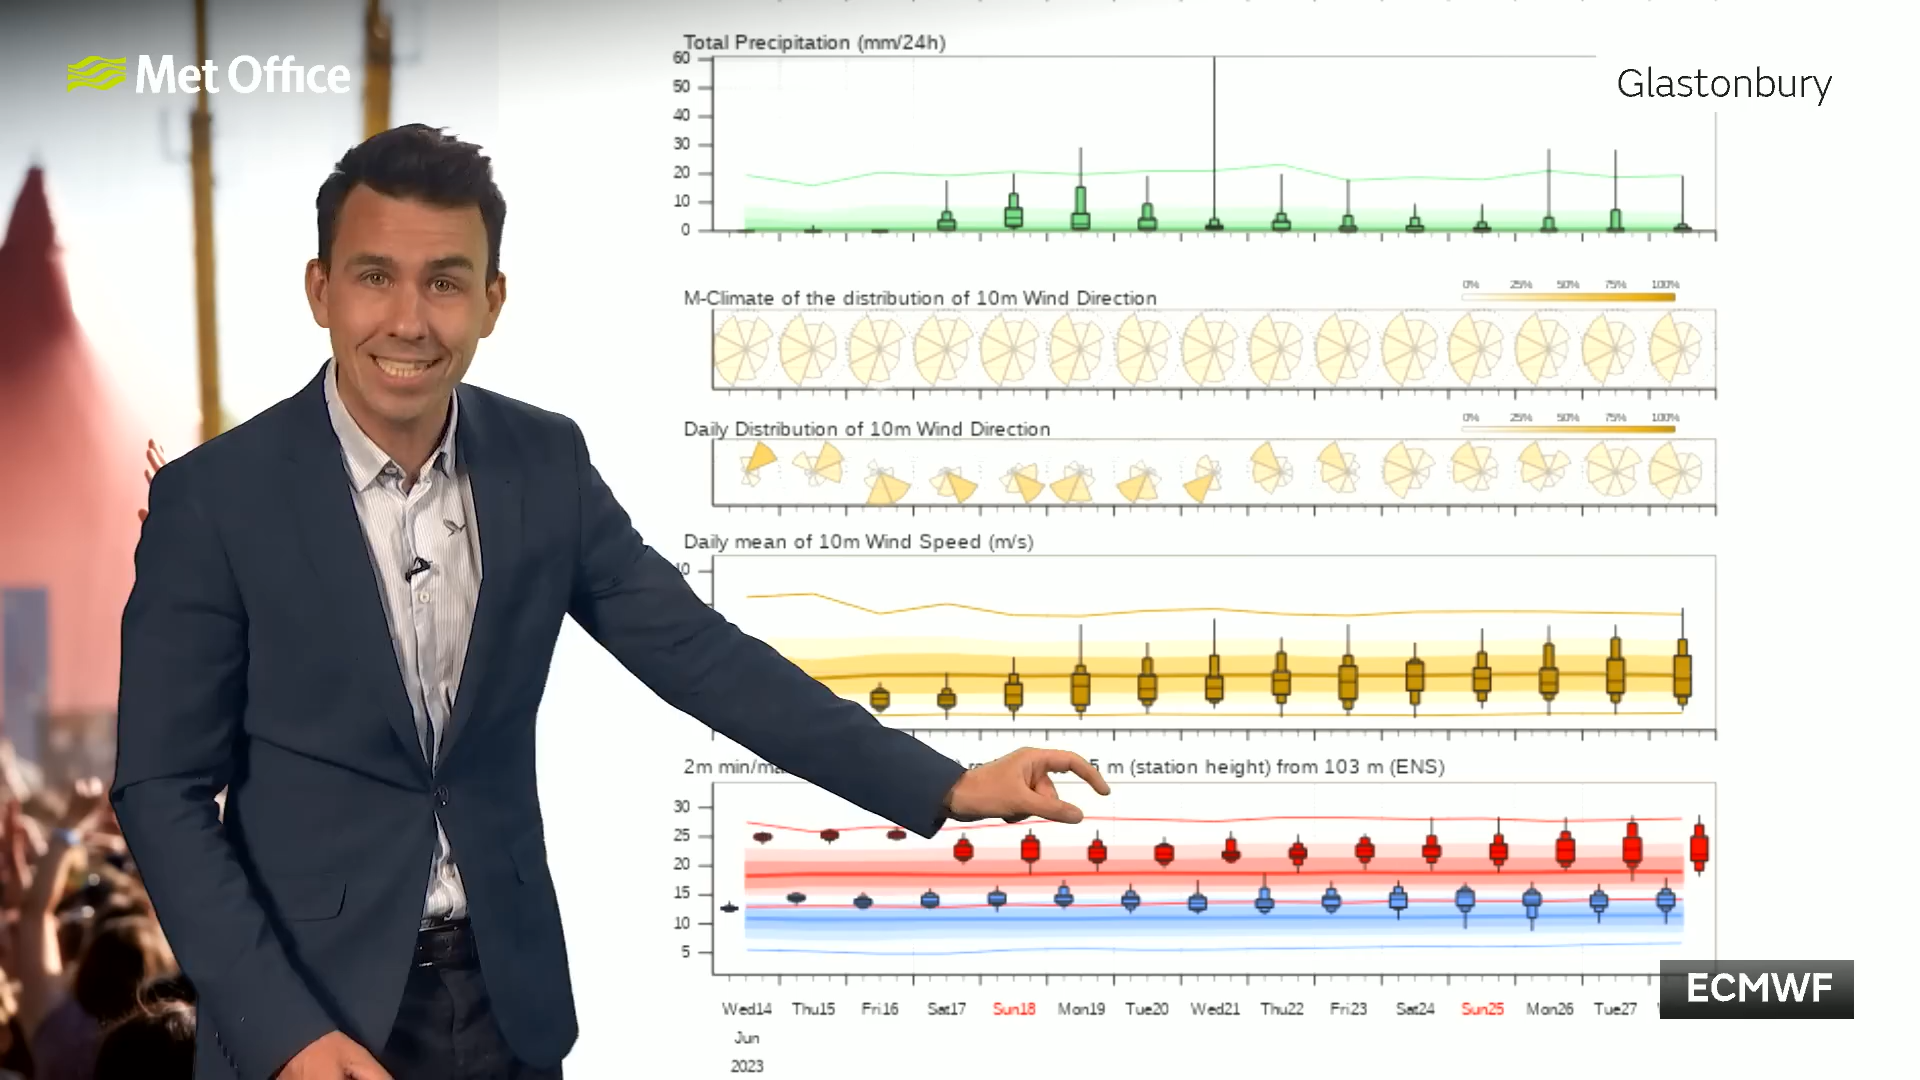 Met Office
Glastonbury
Total Precipitation (mm/24h)
60
50
40
30
20
10
0
M-Climate of the distribution of 10m Wind Direction
0% 25% 50% 75% 100%
Daily Distribution of 10m Wind Direction
0% 25% 50% 75% 100%
Daily mean of 10m Wind Speed (m/s)
10
2m min/ma
5 m (station height) from 103 m (ENS)
30
25
20
15
10
5
Wed14 Thu15 Fri16 Sat17 Sun18 Mon19 Tue20 Wed21 Thu22 Fri23 Sat24 Sun25 Mon26 Tue27
Jun
2023
ECMWF